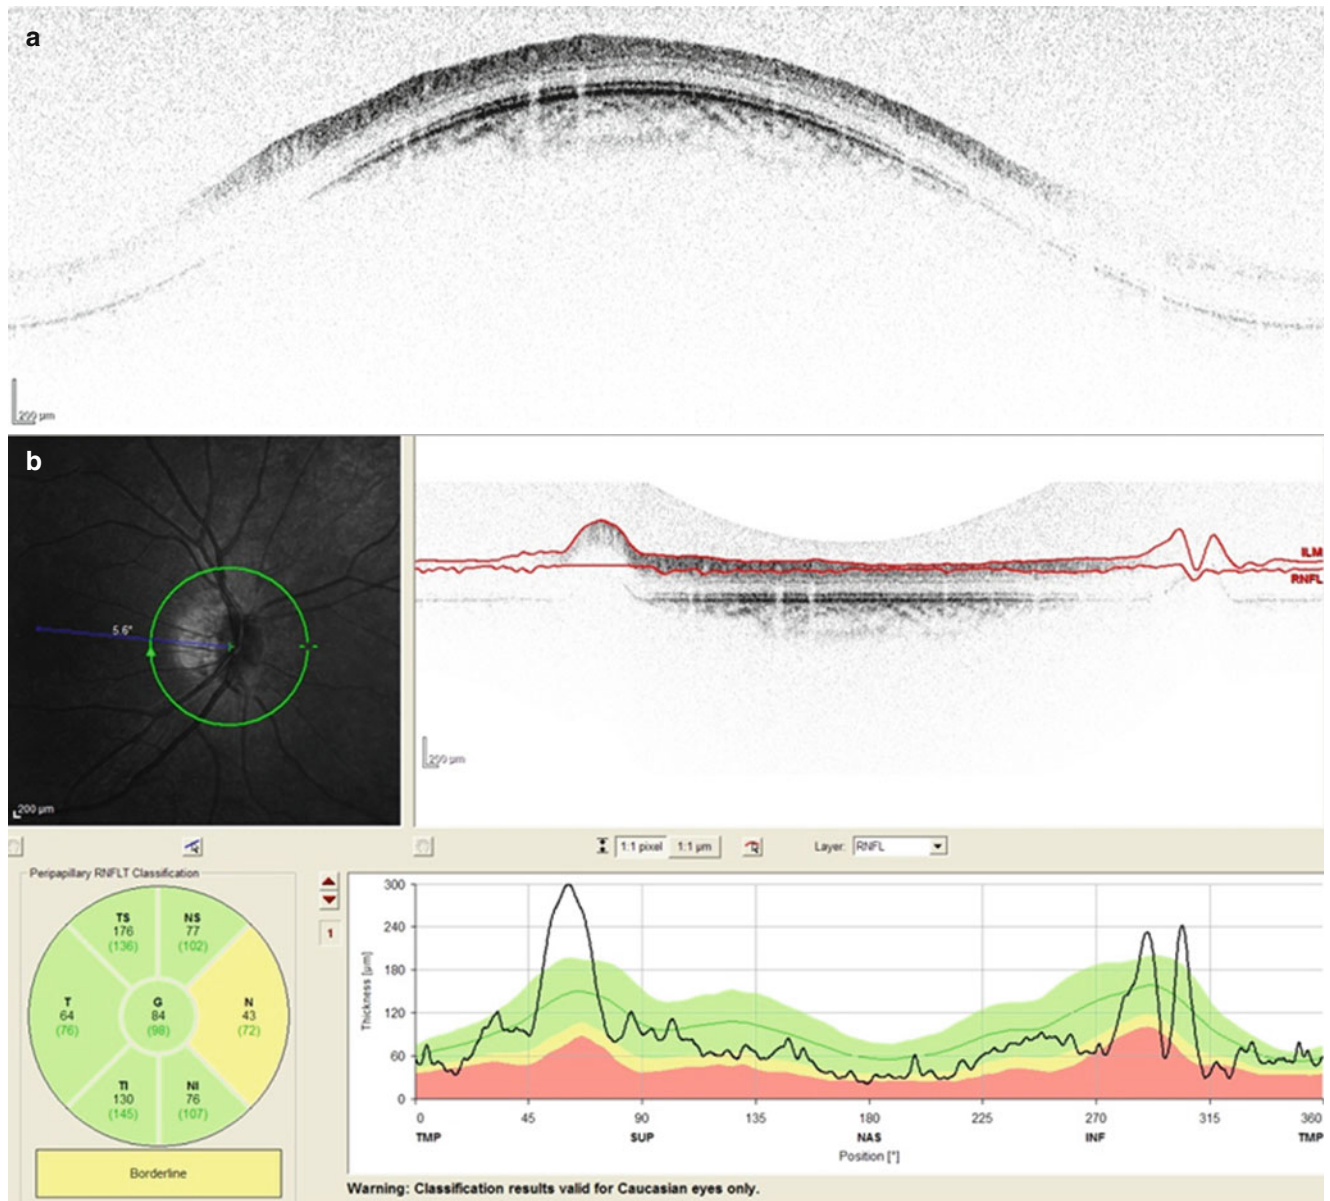 a
200 µm
b
5.6°
200 µm
ILM
RNFL
200 µm
1:1 pixel 1:1 µm Layer: RNFL
Peripapillary RNFLT Classification
TS
176
(136)
NS
77
(102)
T
64
(76)
G
84
(98)
N
43
(72)
TI
130
(145)
NI
76
(107)
Borderline
1
Thickness [µm]
300
240
180
120
60
0
0 45 90 135 180 225 270 315 360
TMP SUP NAS INF TMP
Position [°]
Warning: Classification results valid for Caucasian eyes only.